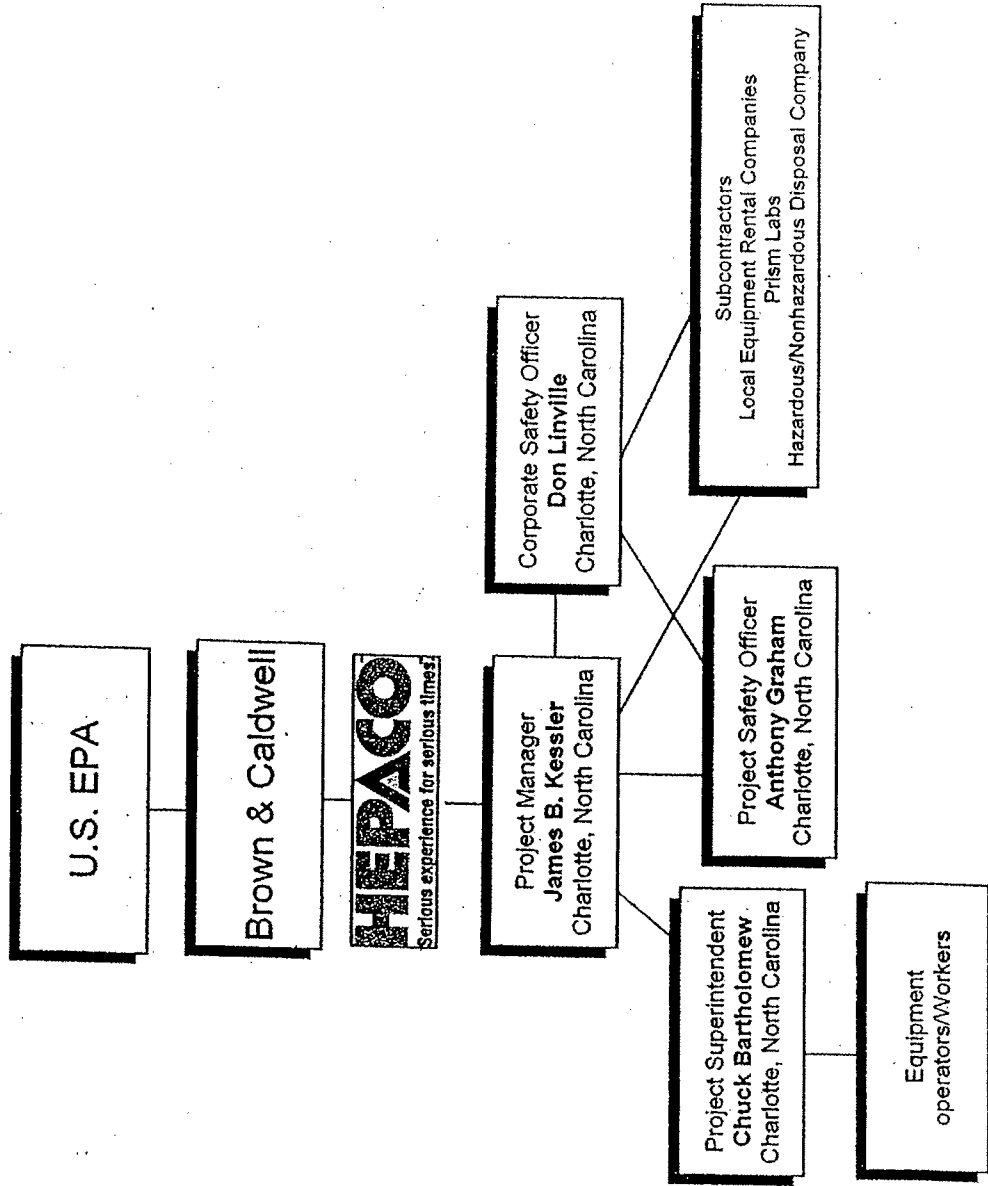 U.S. EPA
Brown & Caldwell
HEPACO
Serious experience for serious times.
Project Manager
James B. Kessler
Charlotte, North Carolina
Corporate Safety Officer
Don Linville
Charlotte, North Carolina
Project Superintendent
Chuck Bartholomew
Charlotte, North Carolina
Project Safety Officer
Anthony Graham
Charlotte, North Carolina
Subcontractors
Local Equipment Rental Companies
Prism Labs
Hazardous/Nonhazardous Disposal Company
Equipment
operators/Workers